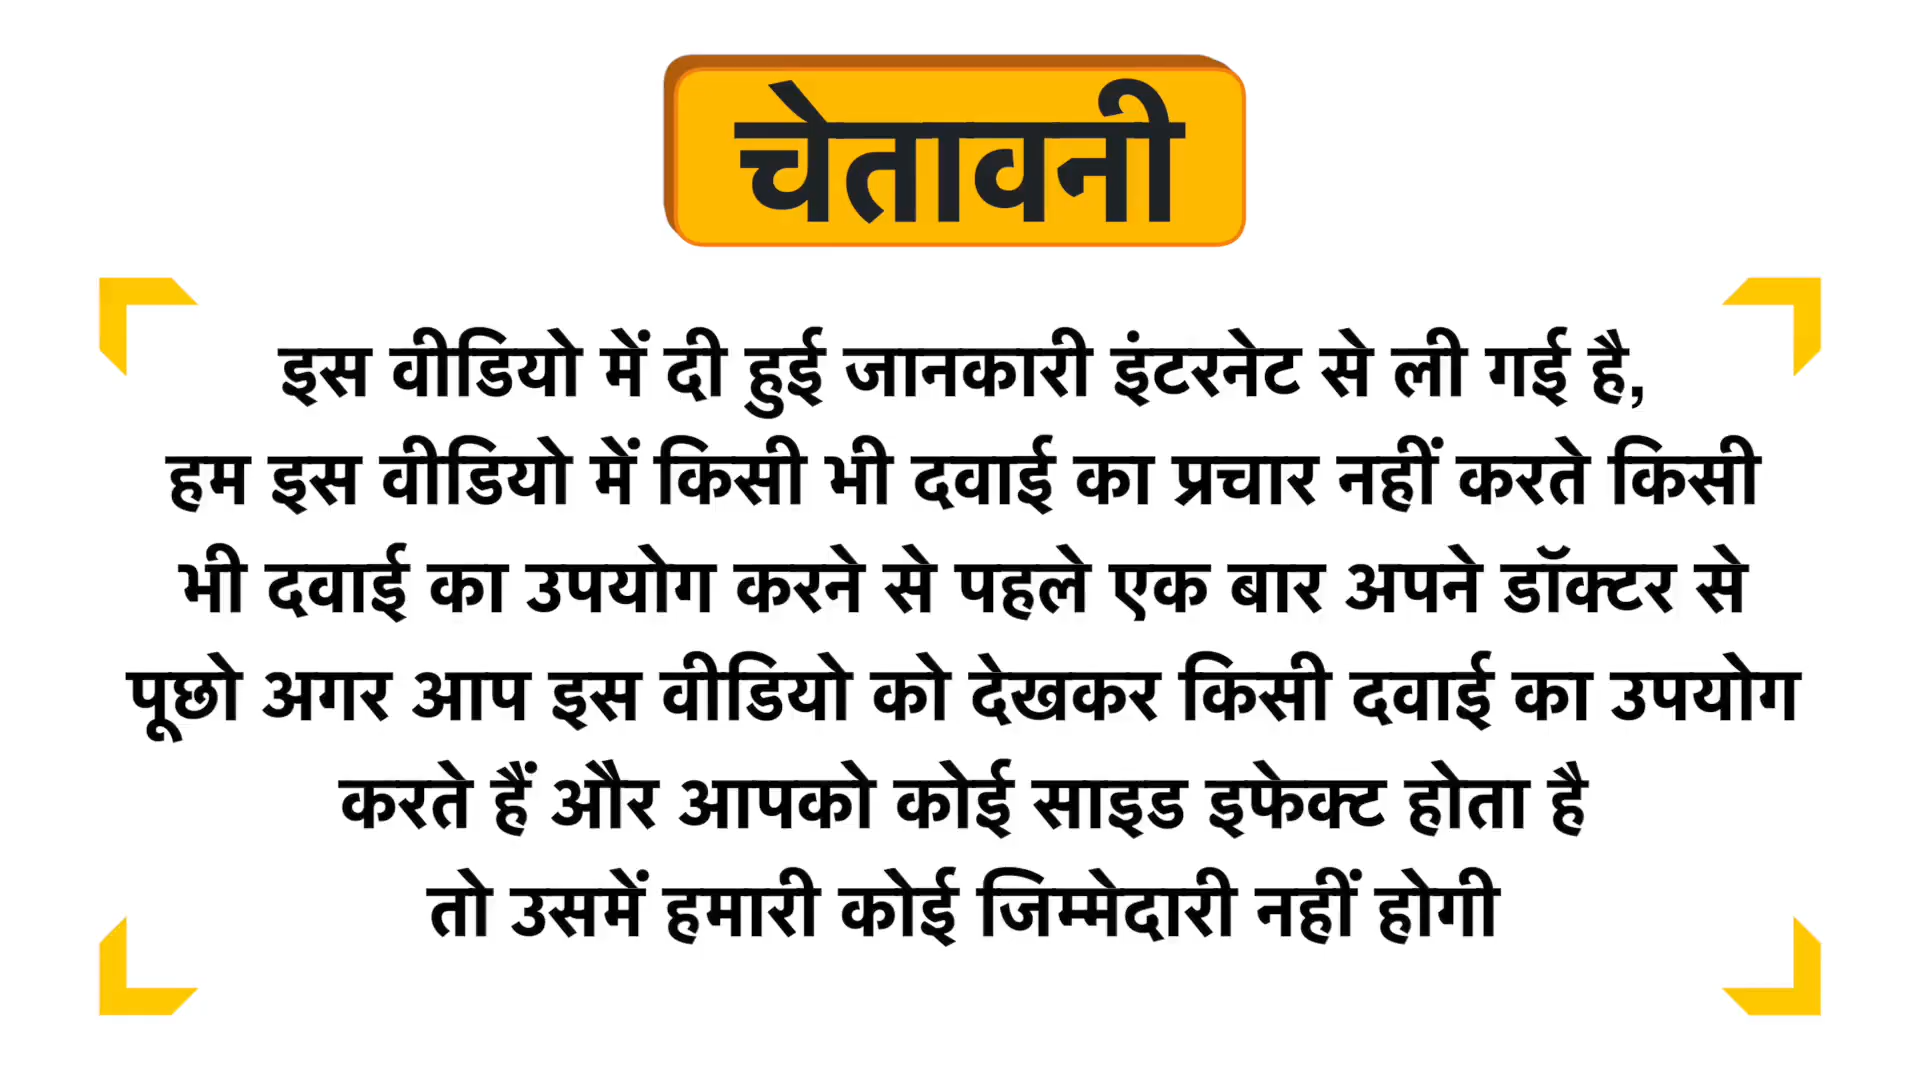 चेतावनी
इस वीडियो में दी हुई जानकारी इंटरनेट से ली गई है,
हम इस वीडियो में किसी भी दवाई का प्रचार नहीं करते किसी
भी दवाई का उपयोग करने से पहले एक बार अपने डॉक्टर से
पूछो अगर आप इस वीडियो को देखकर किसी दवाई का उपयोग
करते हैं और आपको कोई साइड इफेक्ट होता है
तो उसमें हमारी कोई जिम्मेदारी नहीं होगी